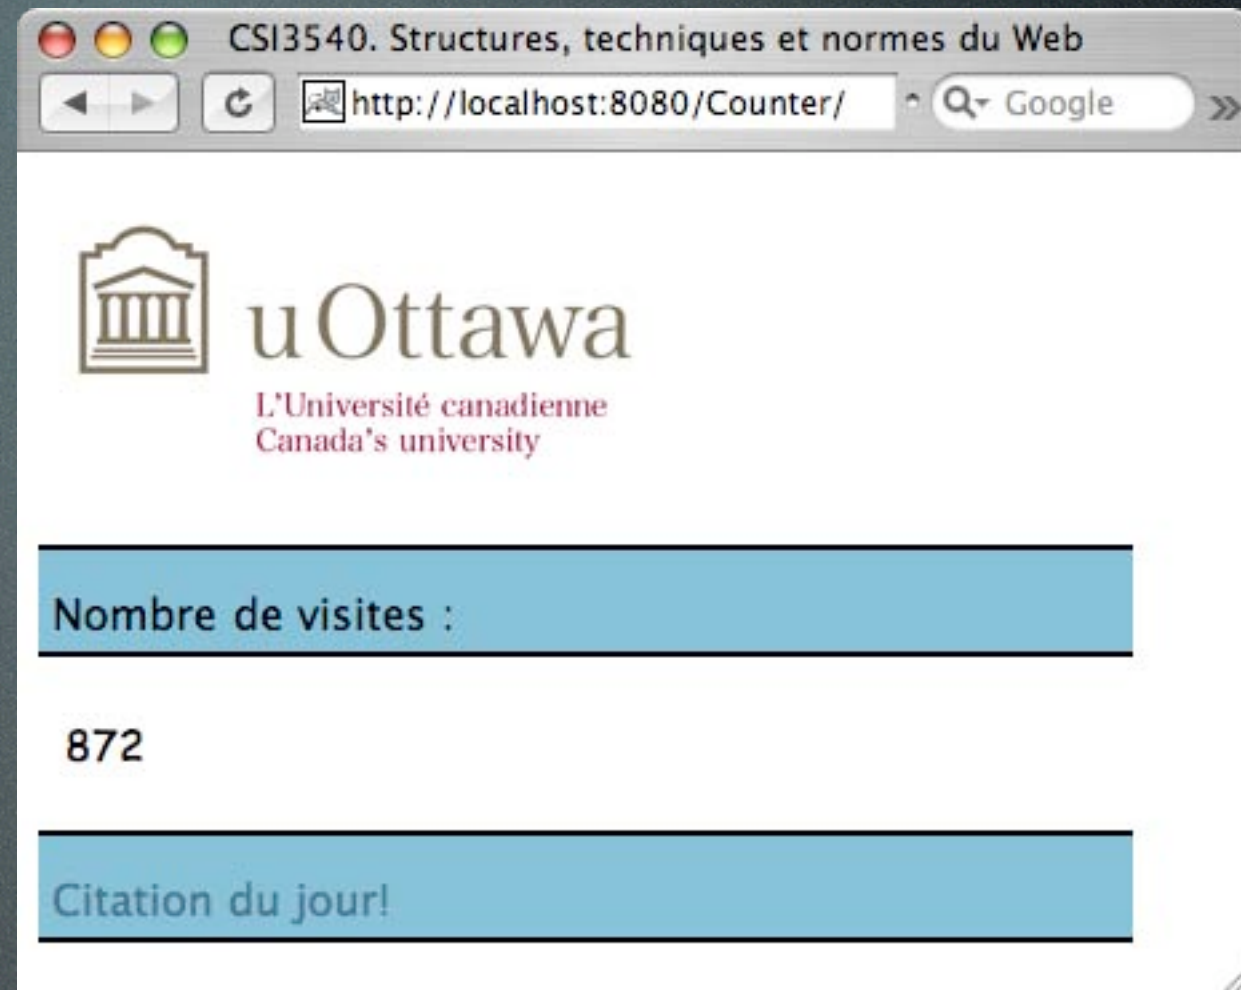 CSI3540. Structures, techniques et normes du Web
http://localhost:8080/Counter/ Google
uOttawa
L'Université canadienne
Canada's university
Nombre de visites :
872
Citation du jour!